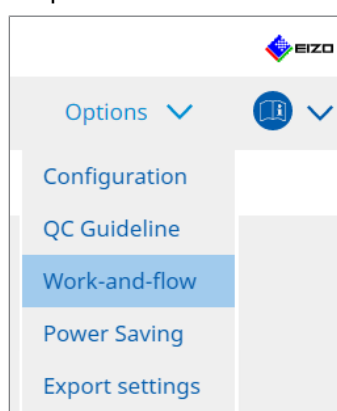 EIZO
Options
Configuration
QC Guideline
Work-and-flow
Power Saving
Export settings